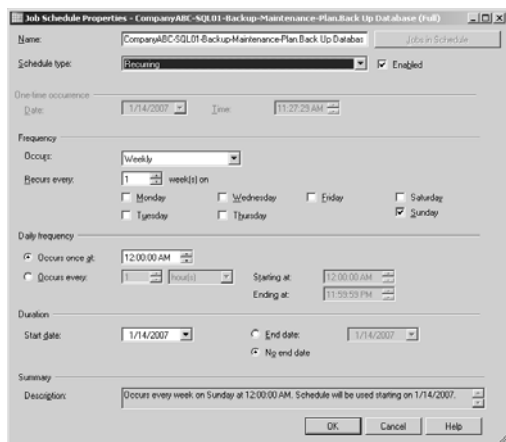 Job Schedule Properties - CompanyABC-SQL01-Backup-Maintenance-Plan.Back Up Database (Full)
Name: CompanyABC-SQL01-Backup-Maintenance-Plan.Back Up Databas Jobs in Schedule
Schedule type: Recurring Enabled
One-time occurrence
Date: 1/14/2007 Time: 11:27:29 AM
Frequency
Occurs: Weekly
Recurs every: 1 week(s) on
Monday Wednesday Friday Saturday
Tuesday Thursday Sunday
Daily frequency
Occurs once at: 12:00:00 AM
Occurs every: 1 hour(s) Starting at: 12:00:00 AM
Ending at: 11:59:59 PM
Duration
Start date: 1/14/2007 End date: 1/14/2007
No end date
Summary
Description: Occurs every week on Sunday at 12:00:00 AM. Schedule will be used starting on 1/14/2007.
OK Cancel Help